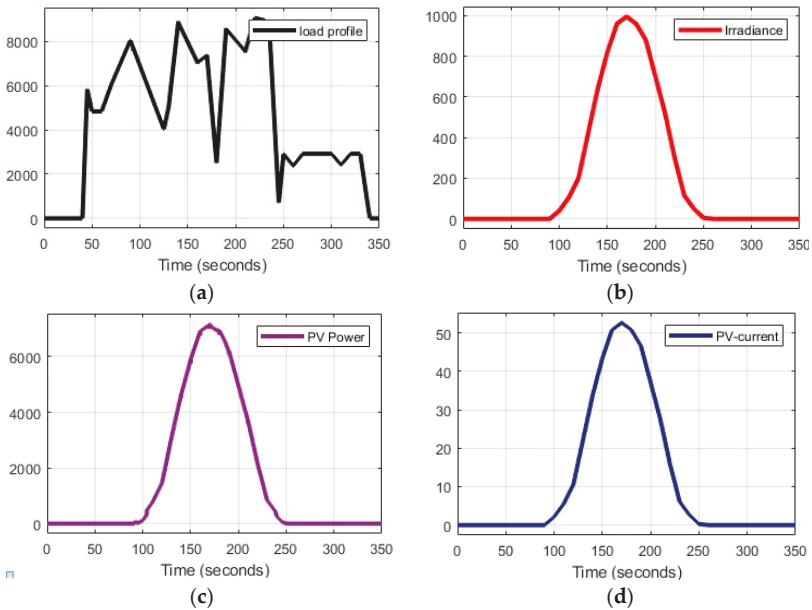 8000
6000
4000
2000
0
load profile
0 50 100 150 200 250 300 350
Time (seconds)
(a)
1000
800
600
400
200
0
Irradiance
0 50 100 150 200 250 300 350
Time (seconds)
(b)
6000
4000
2000
0
PV Power
0 50 100 150 200 250 300 350
Time (seconds)
(c)
50
40
30
20
10
0
PV-current
0 50 100 150 200 250 300 350
Time (seconds)
(d)